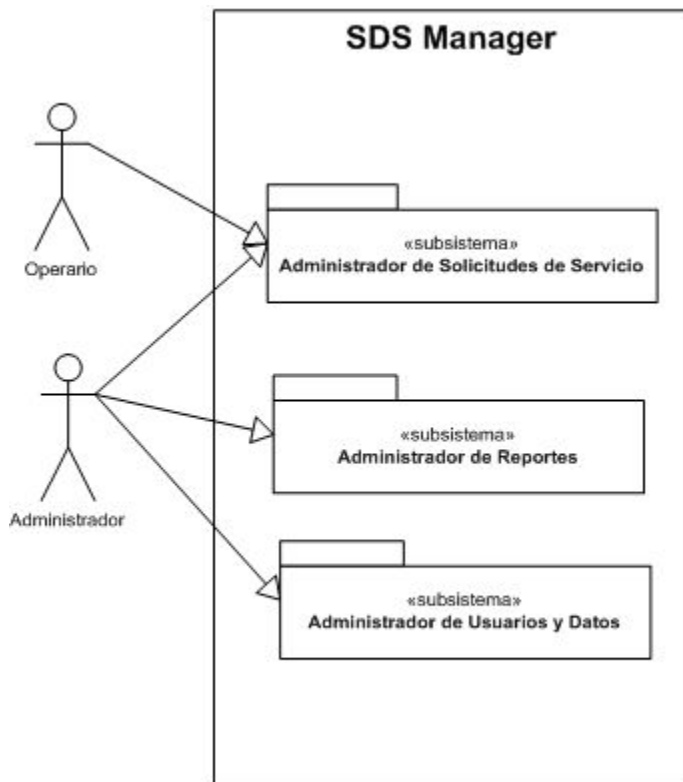 SDS Manager
Operario
«subsistema»
Administrador de Solicitudes de Servicio
Administrador
«subsistema»
Administrador de Reportes
«subsistema»
Administrador de Usuarios y Datos